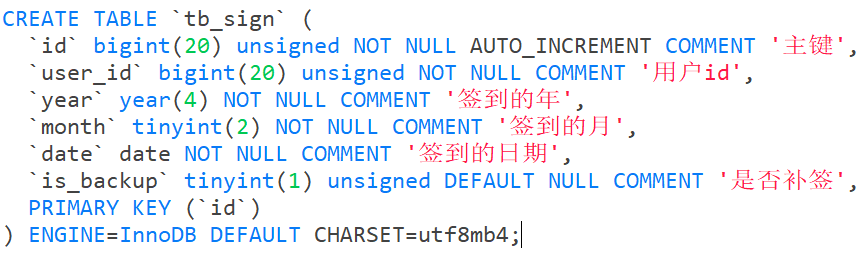 CREATE TABLE `tb_sign` (
`id` bigint(20) unsigned NOT NULL AUTO_INCREMENT COMMENT '主键',
`user_id` bigint(20) unsigned NOT NULL COMMENT '用户id',
`year` year(4) NOT NULL COMMENT '签到的年',
`month` tinyint(2) NOT NULL COMMENT '签到的月',
`date` date NOT NULL COMMENT '签到的日期',
`is_backup` tinyint(1) unsigned DEFAULT NULL COMMENT '是否补签',
PRIMARY KEY (`id`)
) ENGINE=InnoDB DEFAULT CHARSET=utf8mb4;